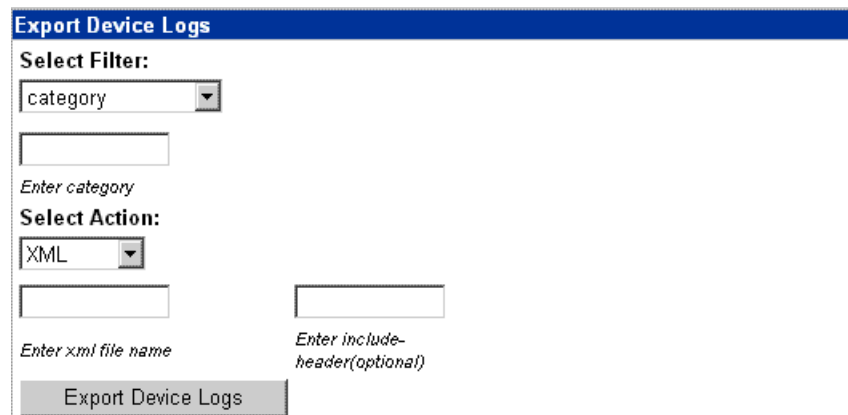 Export Device Logs
Select Filter:
category
Enter category
Select Action:
XML
Enter xml file name
Enter include-
header(optional)
Export Device Logs